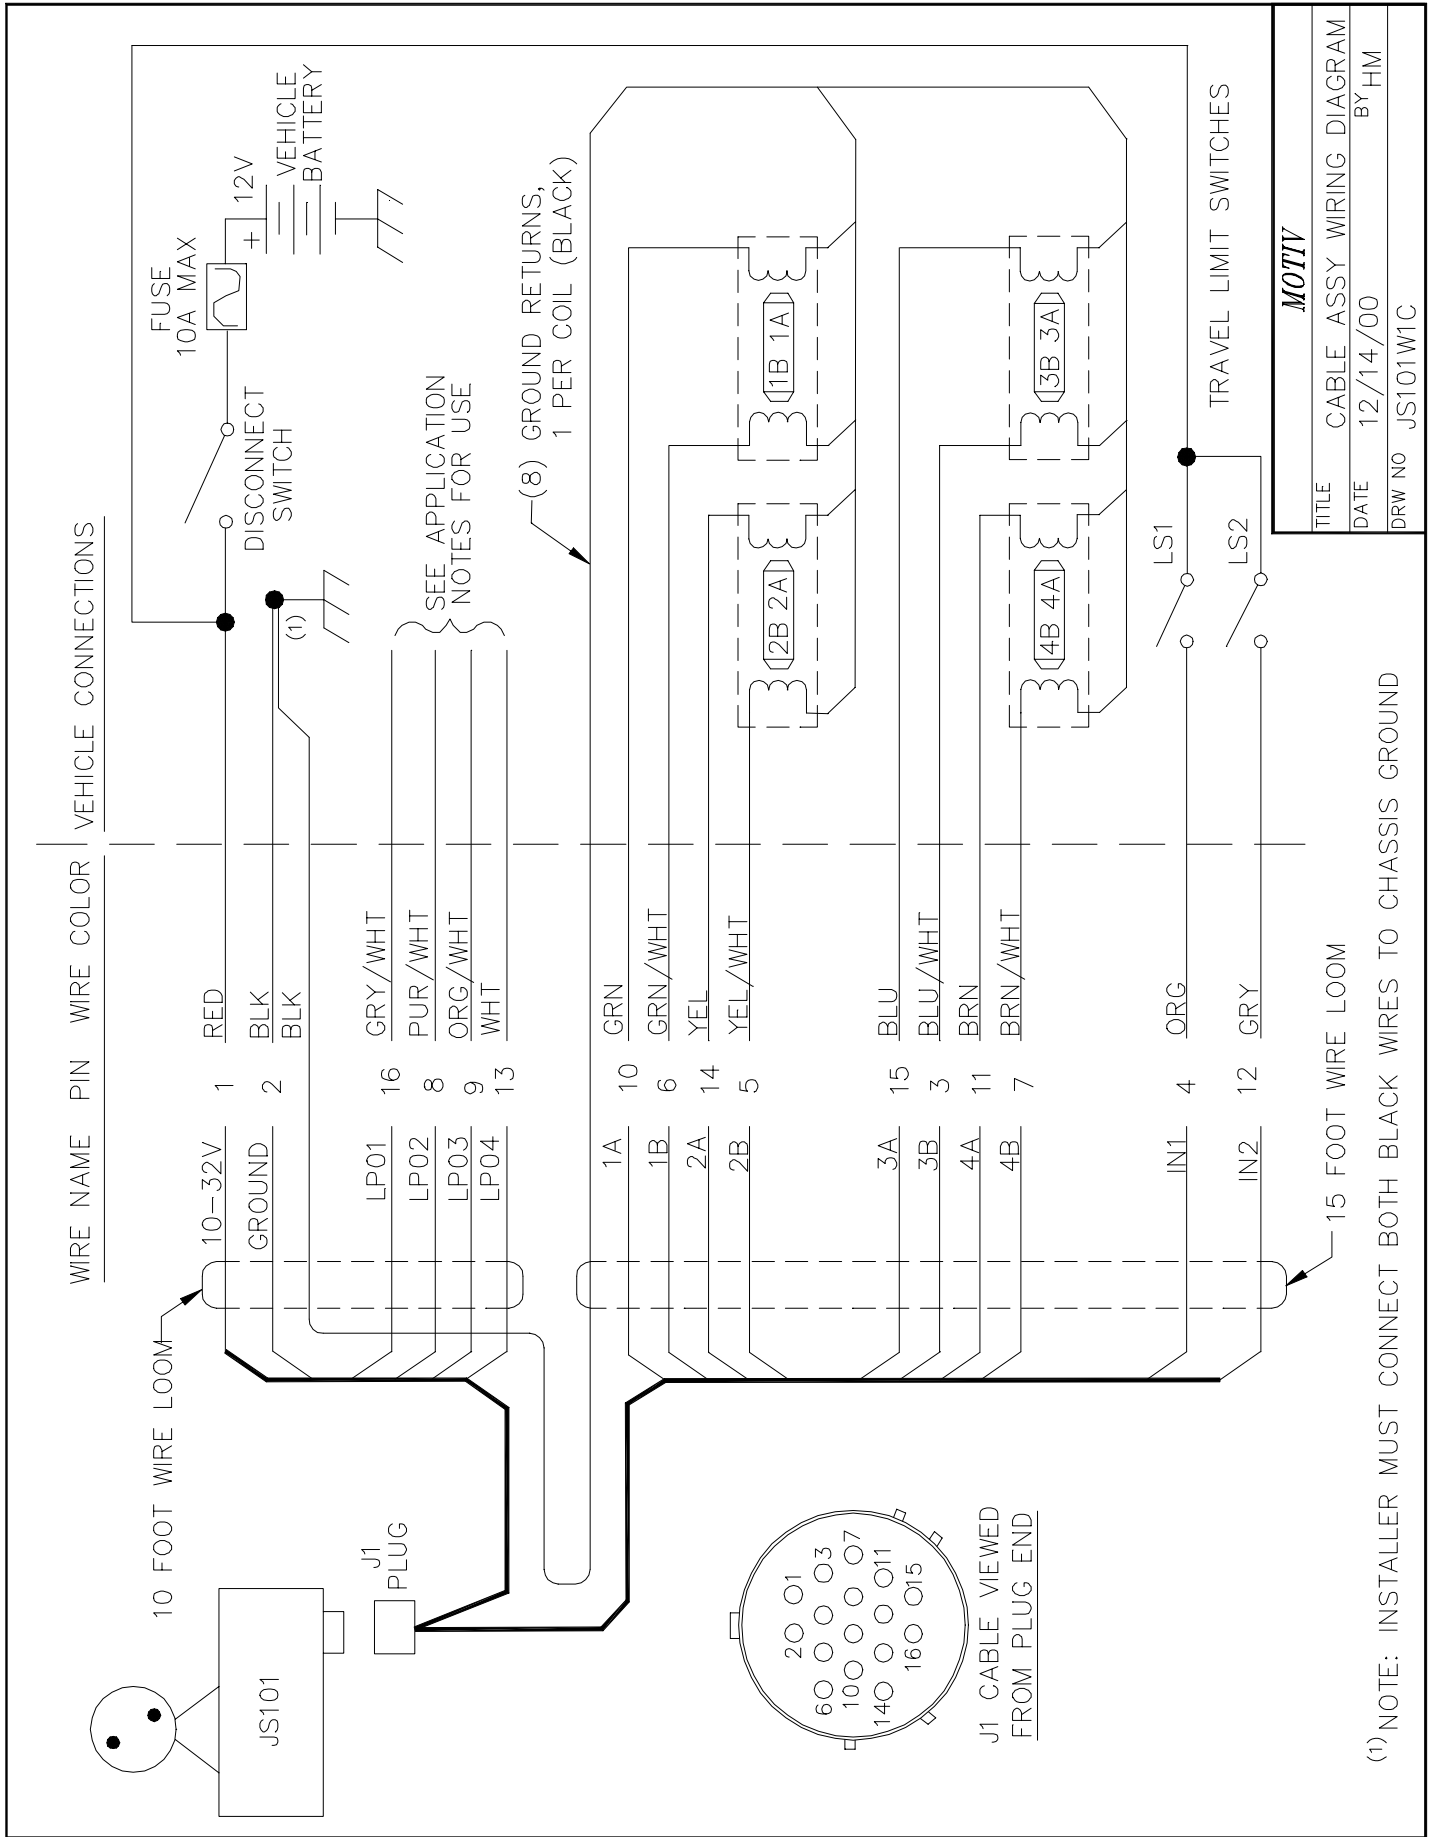 WIRE NAME PIN WIRE COLOR VEHICLE CONNECTIONS
10 FOOT WIRE LOOM
JS101
J1
PLUG
10-32V 1 RED
GROUND 2 BLK
BLK
(1)
DISCONNECT
SWITCH
FUSE
10A MAX
+ 12V
VEHICLE
BATTERY
LP01 16 GRY/WHT
LP02 8 PUR/WHT
LP03 9 ORG/WHT
LP04 13 WHT
SEE APPLICATION
NOTES FOR USE
(8) GROUND RETURNS,
1 PER COIL (BLACK)
1A 10 GRN
1B 6 GRN/WHT
2A 14 YEL
2B 5 YEL/WHT
2B 2A
1B 1A
3A 15 BLU
3B 3 BLU/WHT
4A 11 BRN
4B 7 BRN/WHT
4B 4A
3B 3A
IN1 4 ORG
LS1
IN2 12 GRY
LS2
TRAVEL LIMIT SWITCHES
15 FOOT WIRE LOOM
2 1
6 3
10 7
14 11
16 15
J1 CABLE VIEWED
FROM PLUG END
(1) NOTE: INSTALLER MUST CONNECT BOTH BLACK WIRES TO CHASSIS GROUND
MOTIV
TITLE CABLE ASSY WIRING DIAGRAM
DATE 12/14/00 BY HM
DRW NO JS101W1C